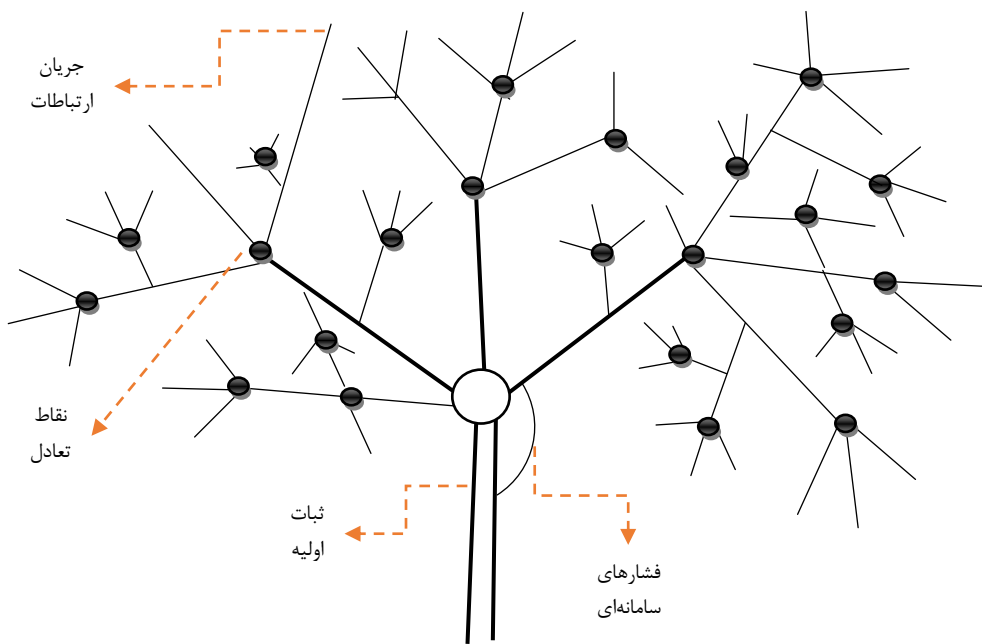 جریان
ارتباطات
نقاط
تعادل
ثبات
اولیه
فشارهای
سامانه‌ای